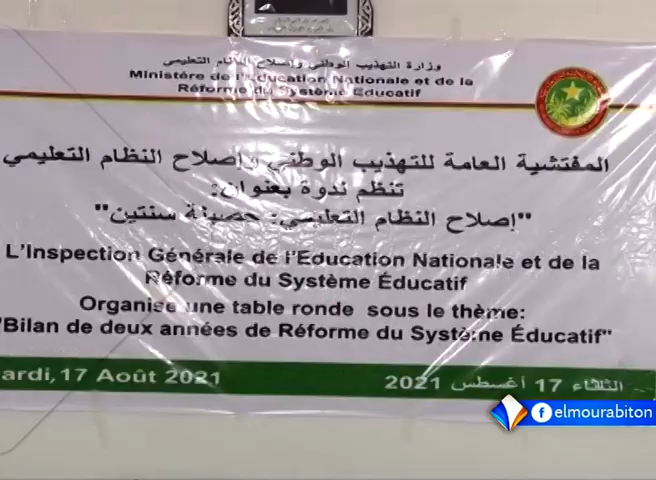 وزارة التهذيب الوطني وإصلاح النظام التعليمي
Ministère de l'Education Nationale et de la
Réforme du Système Educatif
المفتشية العامة للتهذيب الوطني وإصلاح النظام التعليمي
تنظم ندوة بعنوان:
"إصلاح النظام التعليمي: حصيلة سنتين"
L'Inspection Générale de l'Education Nationale et de la
Réforme du Système Éducatif
Organise une table ronde sous le thème:
"Bilan de deux années de Réforme du Système Éducatif"
ardi, 17 Août 2021
الثلاثاء 17 أغسطس 2021
elmourabiton